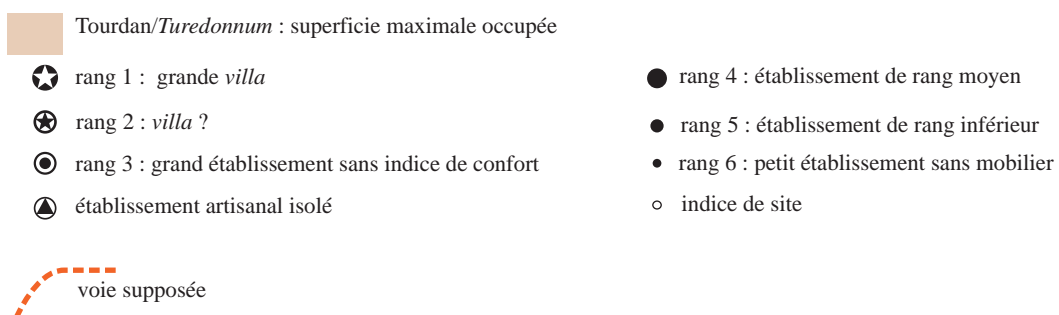 Tourdan/Turedonnum : superficie maximale occupée
rang 1 : grande villa
rang 2 : villa ?
rang 3 : grand établissement sans indice de confort
établissement artisanal isolé
rang 4 : établissement de rang moyen
rang 5 : établissement de rang inférieur
rang 6 : petit établissement sans mobilier
indice de site
voie supposée